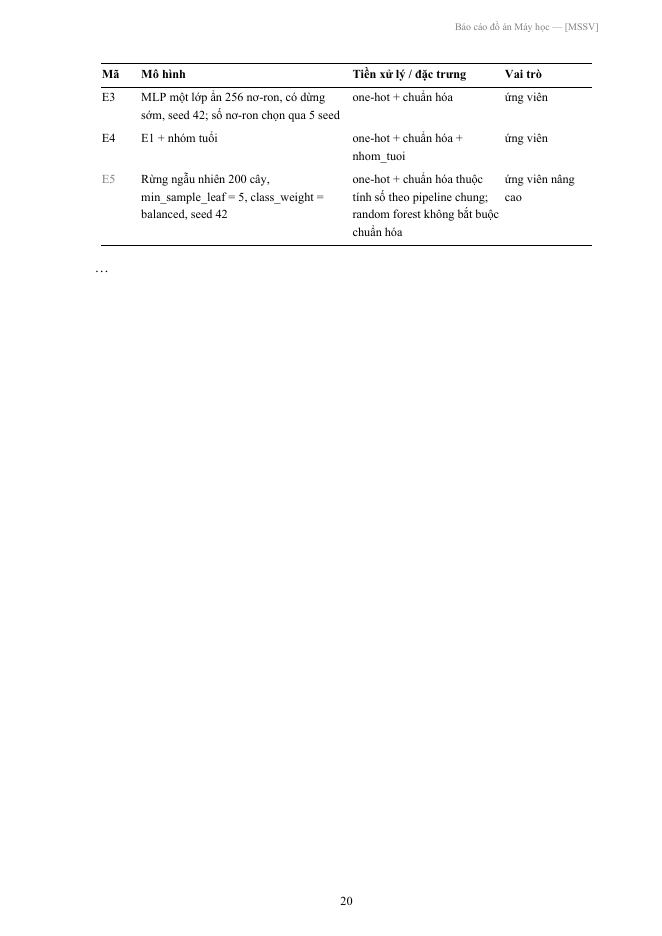 Báo cáo đồ án Máy học — [MSSV]
Mã Mô hình Tiền xử lý / đặc trưng Vai trò
E3 MLP một lớp ẩn 256 nơ-ron, có dừng one-hot + chuẩn hóa ứng viên
sớm, seed 42; số nơ-ron chọn qua 5 seed
E4 E1 + nhóm tuổi one-hot + chuẩn hóa + ứng viên
nhom_tuoi
E5 Rừng ngẫu nhiên 200 cây, one-hot + chuẩn hóa thuộc ứng viên nâng
min_sample_leaf = 5, class_weight = tính số theo pipeline chung; cao
balanced, seed 42 random forest không bắt buộc
chuẩn hóa
…
20